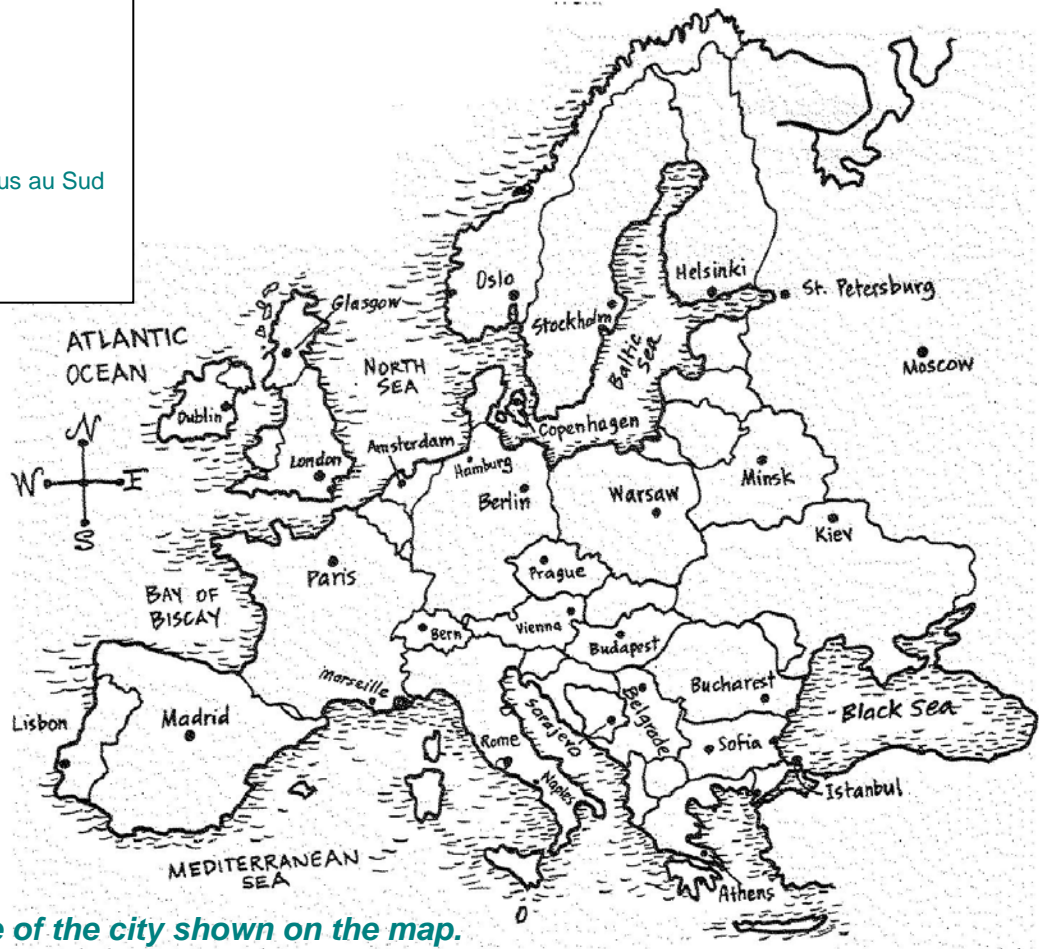 us au Sud
Oslo
Helsinki
St. Petersburg
Glasgow
Stockholm
ATLANTIC
OCEAN
NORTH
SEA
Baltic
Sea
Moscow
Dublin
Copenhagen
Amsterdam
N
W
E
S
London
Hamburg
Berlin
Warsaw
Minsk
Kiev
Paris
Prague
BAY OF
BISCAY
Bern
Vienna
Budapest
Marseille
Bucharest
Lisbon
Madrid
Sarajevo
Belgrade
Black Sea
Rome
Sofia
Naples
Istanbul
MEDITERRANEAN
SEA
Athens
e of the city shown on the map.